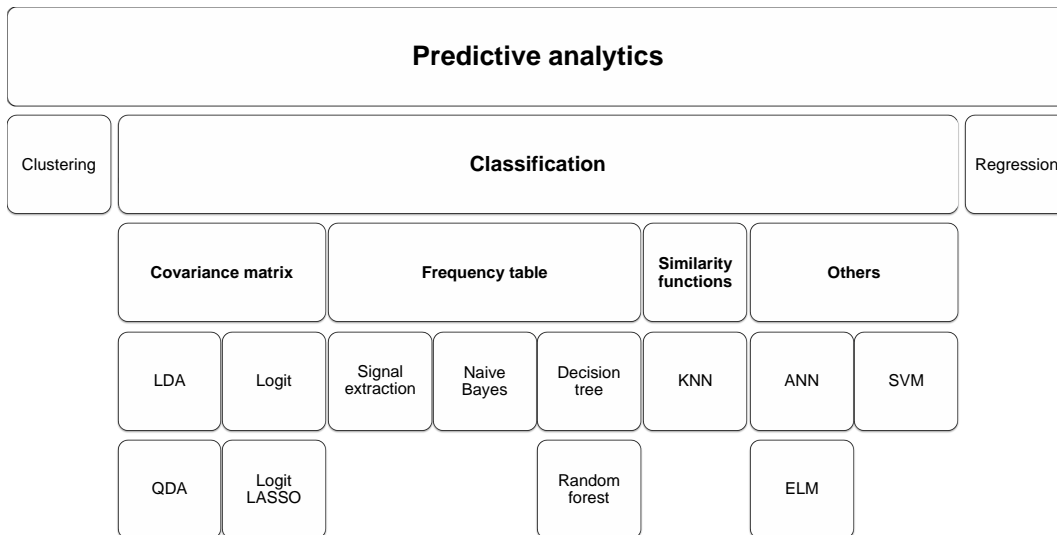 Predictive analytics
Clustering
Classification
Regression
Covariance matrix
Frequency table
Similarity
functions
Others
LDA
Logit
Signal
extraction
Naive
Bayes
Decision
tree
KNN
ANN
SVM
QDA
Logit
LASSO
Random
forest
ELM